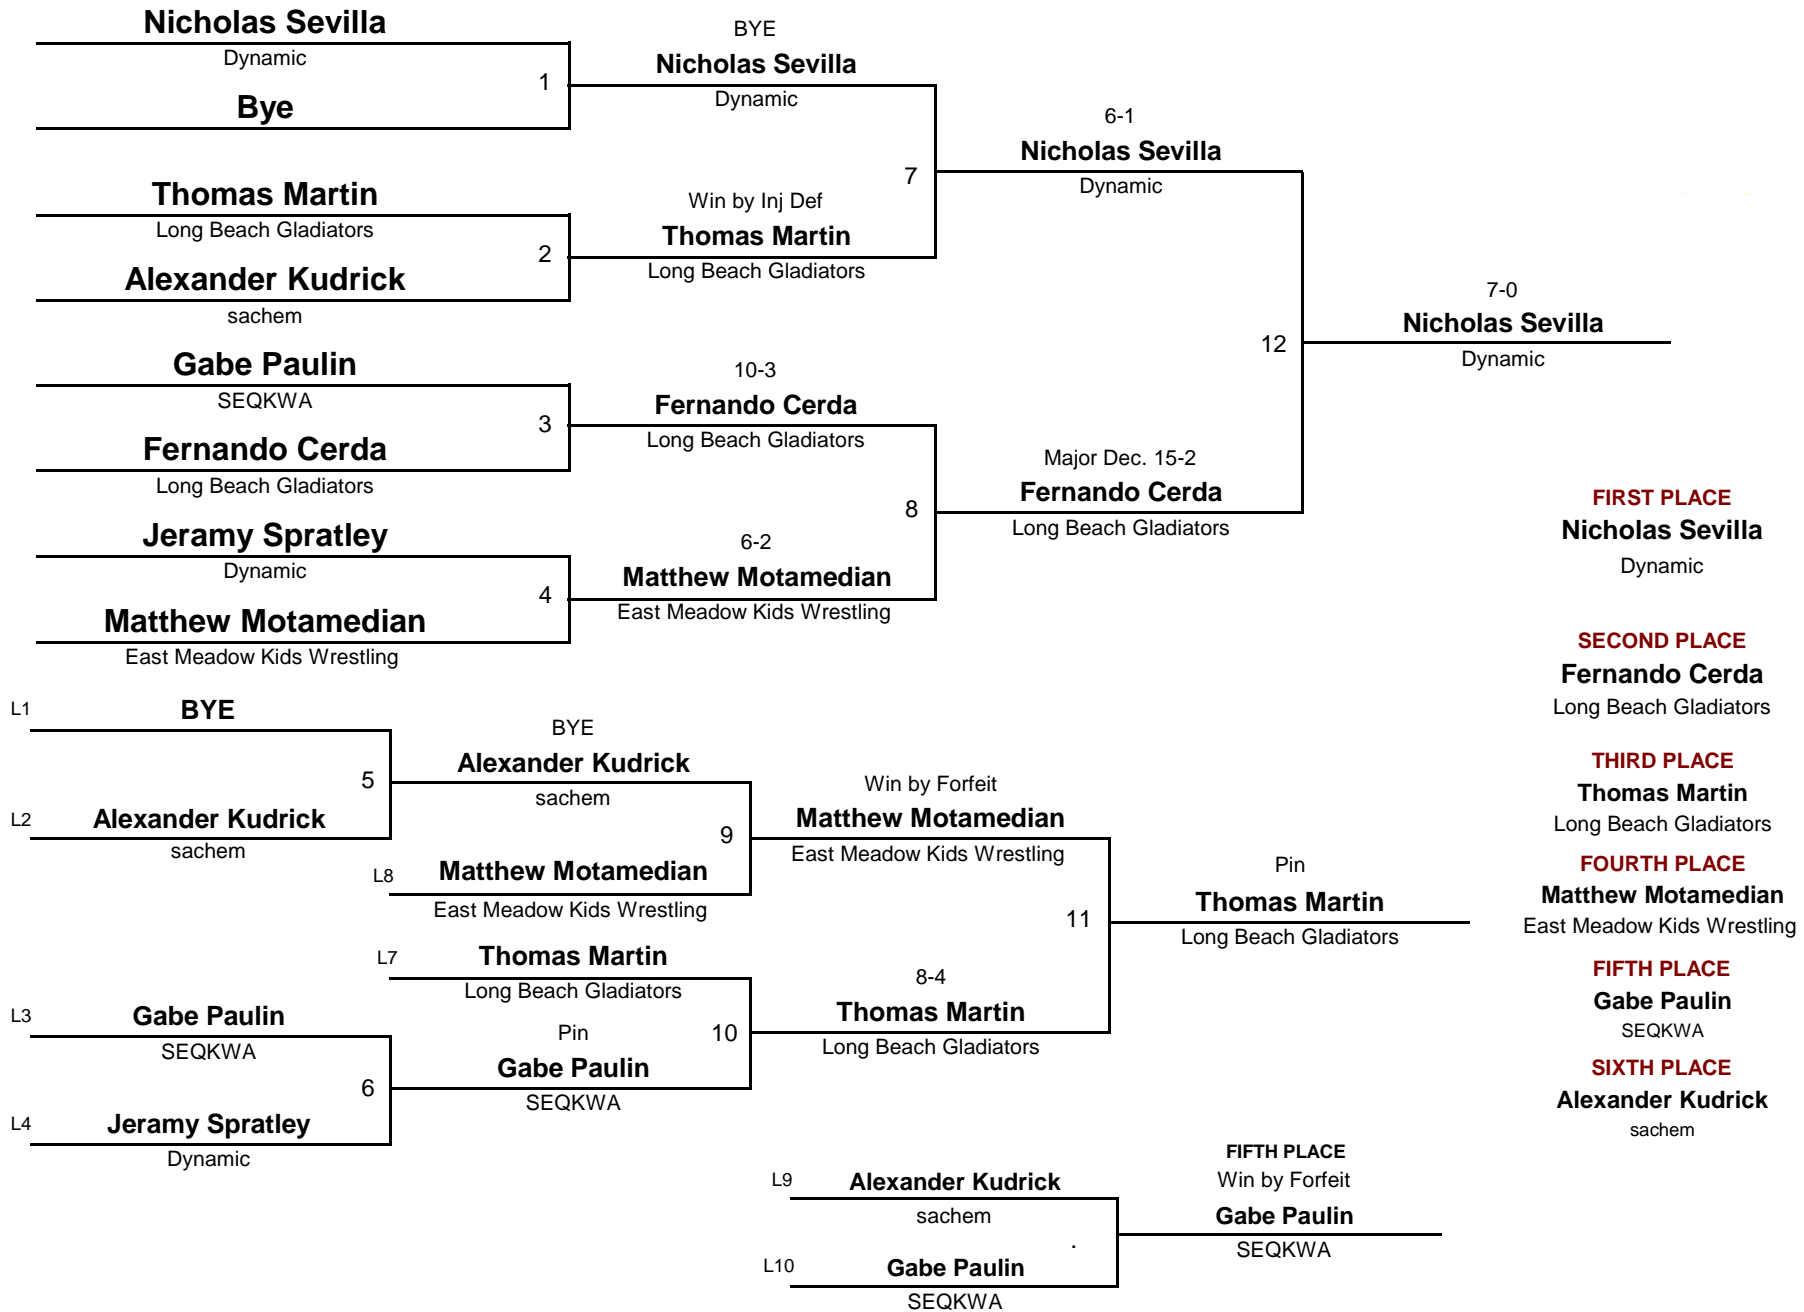 Nicholas Sevilla
Dynamic
1
Bye
BYE
Nicholas Sevilla
Dynamic
Thomas Martin
Long Beach Gladiators
2
Alexander Kudrick
sachem
Win by Inj Def
Thomas Martin
Long Beach Gladiators
7
6-1
Nicholas Sevilla
Dynamic
Gabe Paulin
SEQKWA
3
Fernando Cerda
Long Beach Gladiators
10-3
Fernando Cerda
Long Beach Gladiators
Jeramy Spratley
Dynamic
4
Matthew Motamedian
East Meadow Kids Wrestling
6-2
Matthew Motamedian
East Meadow Kids Wrestling
8
Major Dec. 15-2
Fernando Cerda
Long Beach Gladiators
12
7-0
Nicholas Sevilla
Dynamic
L1
BYE
5
L2
Alexander Kudrick
sachem
BYE
Alexander Kudrick
sachem
9
L8
Matthew Motamedian
East Meadow Kids Wrestling
Win by Forfeit
Matthew Motamedian
East Meadow Kids Wrestling
L7
Thomas Martin
Long Beach Gladiators
10
L3
Gabe Paulin
SEQKWA
6
L4
Jeramy Spratley
Dynamic
Pin
Gabe Paulin
SEQKWA
8-4
Thomas Martin
Long Beach Gladiators
11
Pin
Thomas Martin
Long Beach Gladiators
L9
Alexander Kudrick
sachem
.
L10
Gabe Paulin
SEQKWA
FIFTH PLACE
Win by Forfeit
Gabe Paulin
SEQKWA
FIRST PLACE
Nicholas Sevilla
Dynamic
SECOND PLACE
Fernando Cerda
Long Beach Gladiators
THIRD PLACE
Thomas Martin
Long Beach Gladiators
FOURTH PLACE
Matthew Motamedian
East Meadow Kids Wrestling
FIFTH PLACE
Gabe Paulin
SEQKWA
SIXTH PLACE
Alexander Kudrick
sachem